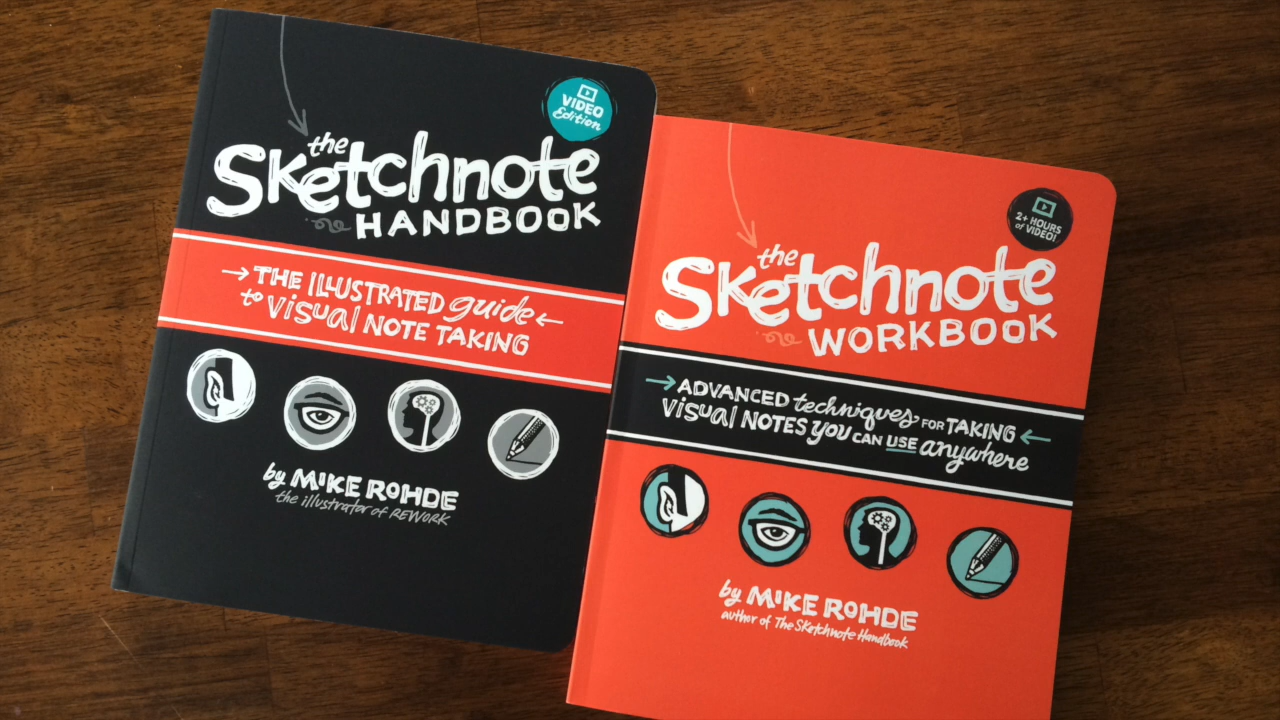 VIDEO
Edition
the
Sketchnote
HANDBOOK
THE ILLUSTRATED guide
to Visual NOTE TAKING
by MIKE ROHDE
the illustrator of REWORK
2+ HOURS
of VIDEO!
the
Sketchnote
WORKBOOK
ADVANCED techniques FOR TAKING
Visual NOTES YOU CAN USE anywhere
by MIKE ROHDE
author of The Sketchnote Handbook